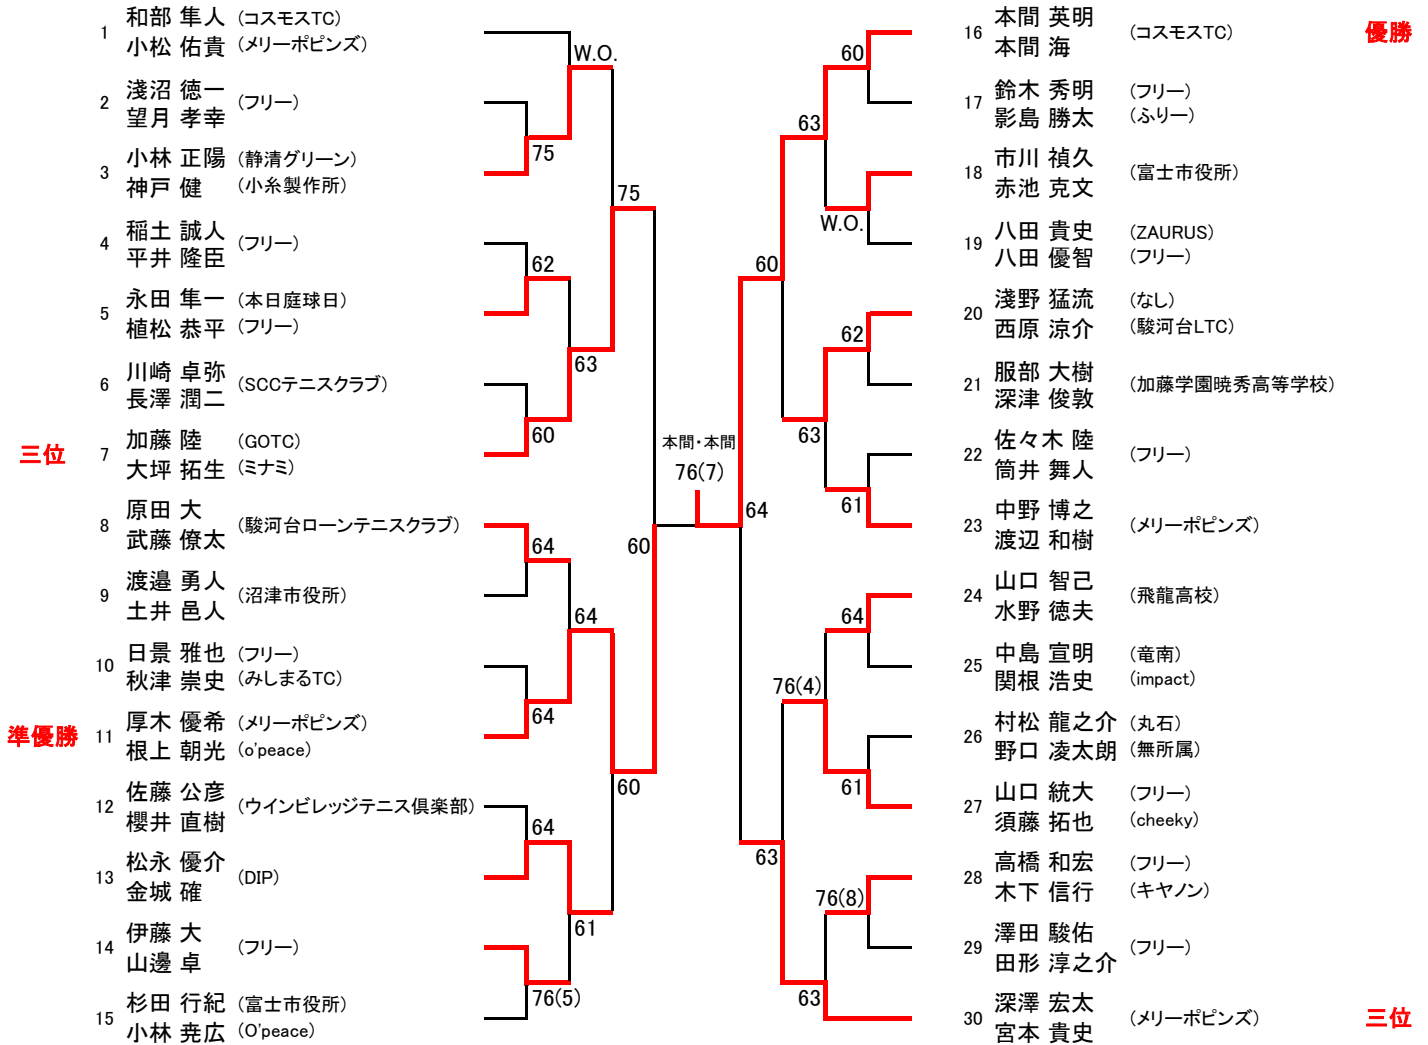 1 和部 隼人 (コスモスTC)
小松 佑貴 (メリーポピンズ)
W.O.
2 淺沼 徳一 (フリー)
望月 孝幸
75
3 小林 正陽 (静清グリーン)
神戸 健 (小糸製作所)
75
4 稲土 誠人 (フリー)
平井 隆臣
62
5 永田 隼一 (本日庭球日)
植松 恭平 (フリー)
63
6 川崎 卓弥 (SCCテニスクラブ)
長澤 潤二
60
三位
7 加藤 陸 (GOTC)
大坪 拓生 (ミナミ)
8 原田 大 (駿河台ローンテニスクラブ)
武藤 僚太
64
60
9 渡邉 勇人 (沼津市役所)
土井 邑人
64
10 日景 雅也 (フリー)
秋津 崇史 (みしまるTC)
64
準優勝
11 厚木 優希 (メリーポピンズ)
根上 朝光 (o'peace)
60
12 佐藤 公彦 (ウインビレッジテニス倶楽部)
櫻井 直樹
64
13 松永 優介 (DIP)
金城 確
61
14 伊藤 大 (フリー)
山邊 卓
76(5)
15 杉田 行紀 (富士市役所)
小林 尭広 (O'peace)
本間・本間
76(7)
16 本間 英明 (コスモスTC)
本間 海
優勝
60
17 鈴木 秀明 (フリー)
影島 勝太 (ふりー)
63
18 市川 禎久 (富士市役所)
赤池 克文
W.O.
19 八田 貴史 (ZAURUS)
八田 優智 (フリー)
60
20 淺野 猛流 (なし)
西原 涼介 (駿河台LTC)
62
21 服部 大樹 (加藤学園暁秀高等学校)
深津 俊敦
63
22 佐々木 陸 (フリー)
筒井 舞人
61
23 中野 博之 (メリーポピンズ)
渡辺 和樹
64
24 山口 智己 (飛龍高校)
水野 徳夫
64
25 中島 宣明 (竜南)
関根 浩史 (impact)
76(4)
26 村松 龍之介 (丸石)
野口 凌太朗 (無所属)
61
27 山口 統大 (フリー)
須藤 拓也 (cheeky)
63
28 高橋 和宏 (フリー)
木下 信行 (キヤノン)
76(8)
29 澤田 駿佑 (フリー)
田形 淳之介
63
30 深澤 宏太 (メリーポピンズ)
宮本 貴史
三位